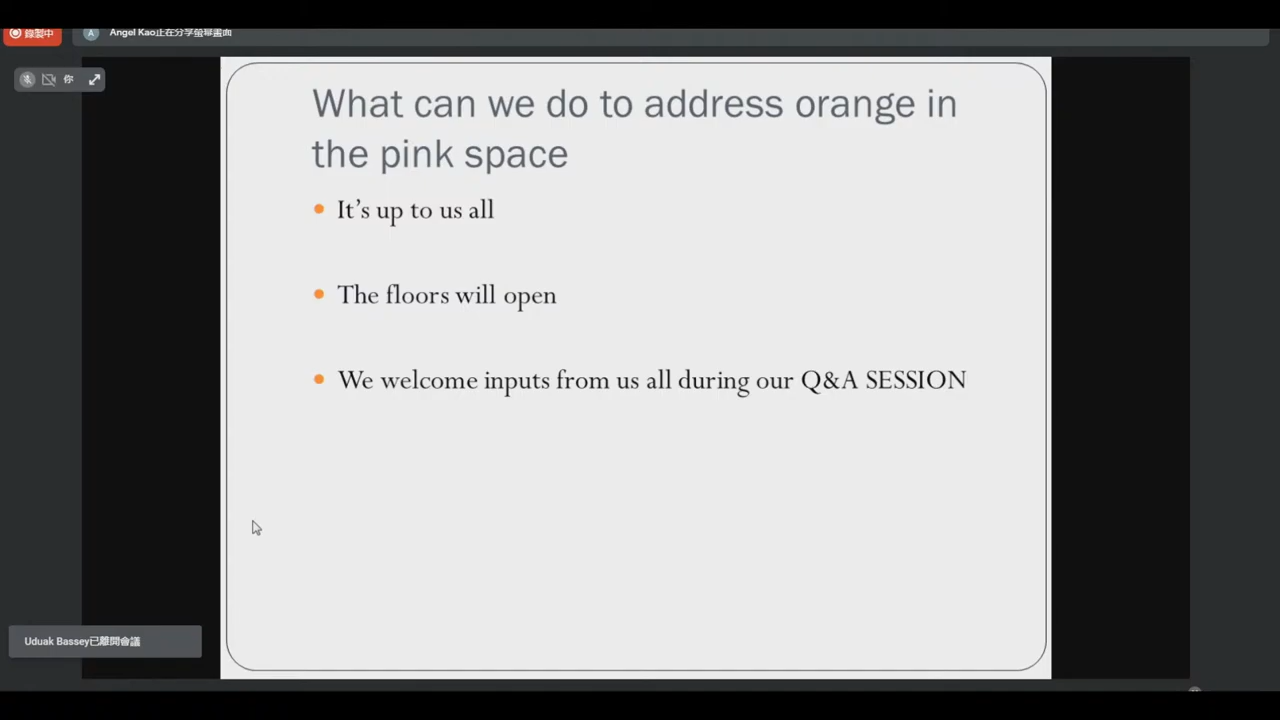 錄製中
A
Angel Kao正在分享螢幕畫面
你
What can we do to address orange in
the pink space
It’s up to us all
The floors will open
We welcome inputs from us all during our Q&A SESSION
Uduak Bassey已離開會議